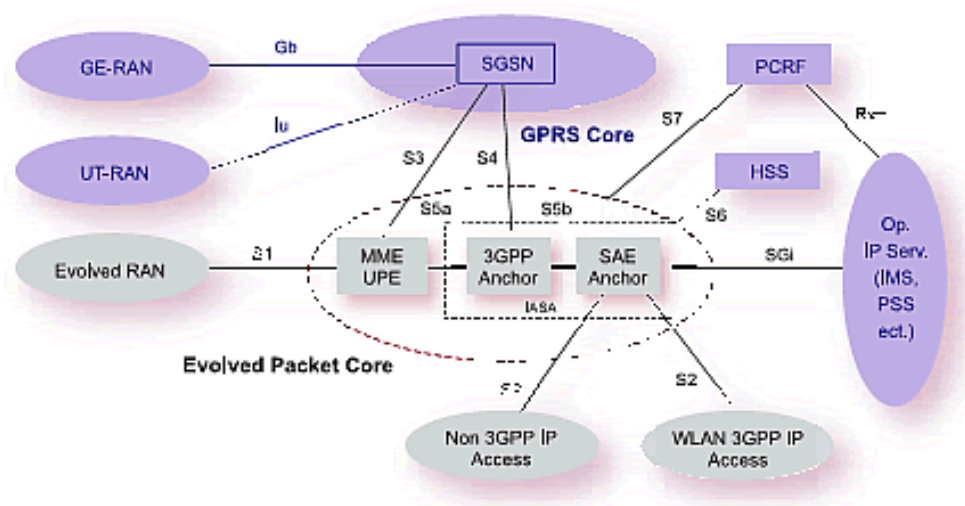 Gb
GE-RAN
SGSN
PCRF
Iu
S7
Rx+
GPRS Core
UT-RAN
S3
S4
HSS
S5a
S5b
S6
Op.
IP Serv.
(IMS,
PSS
ect.)
Evolved RAN
S1
MME
UPE
3GPP
Anchor
SAE
Anchor
SGi
IASA
Evolved Packet Core
S2
S2
Non 3GPP IP
Access
WLAN 3GPP IP
Access